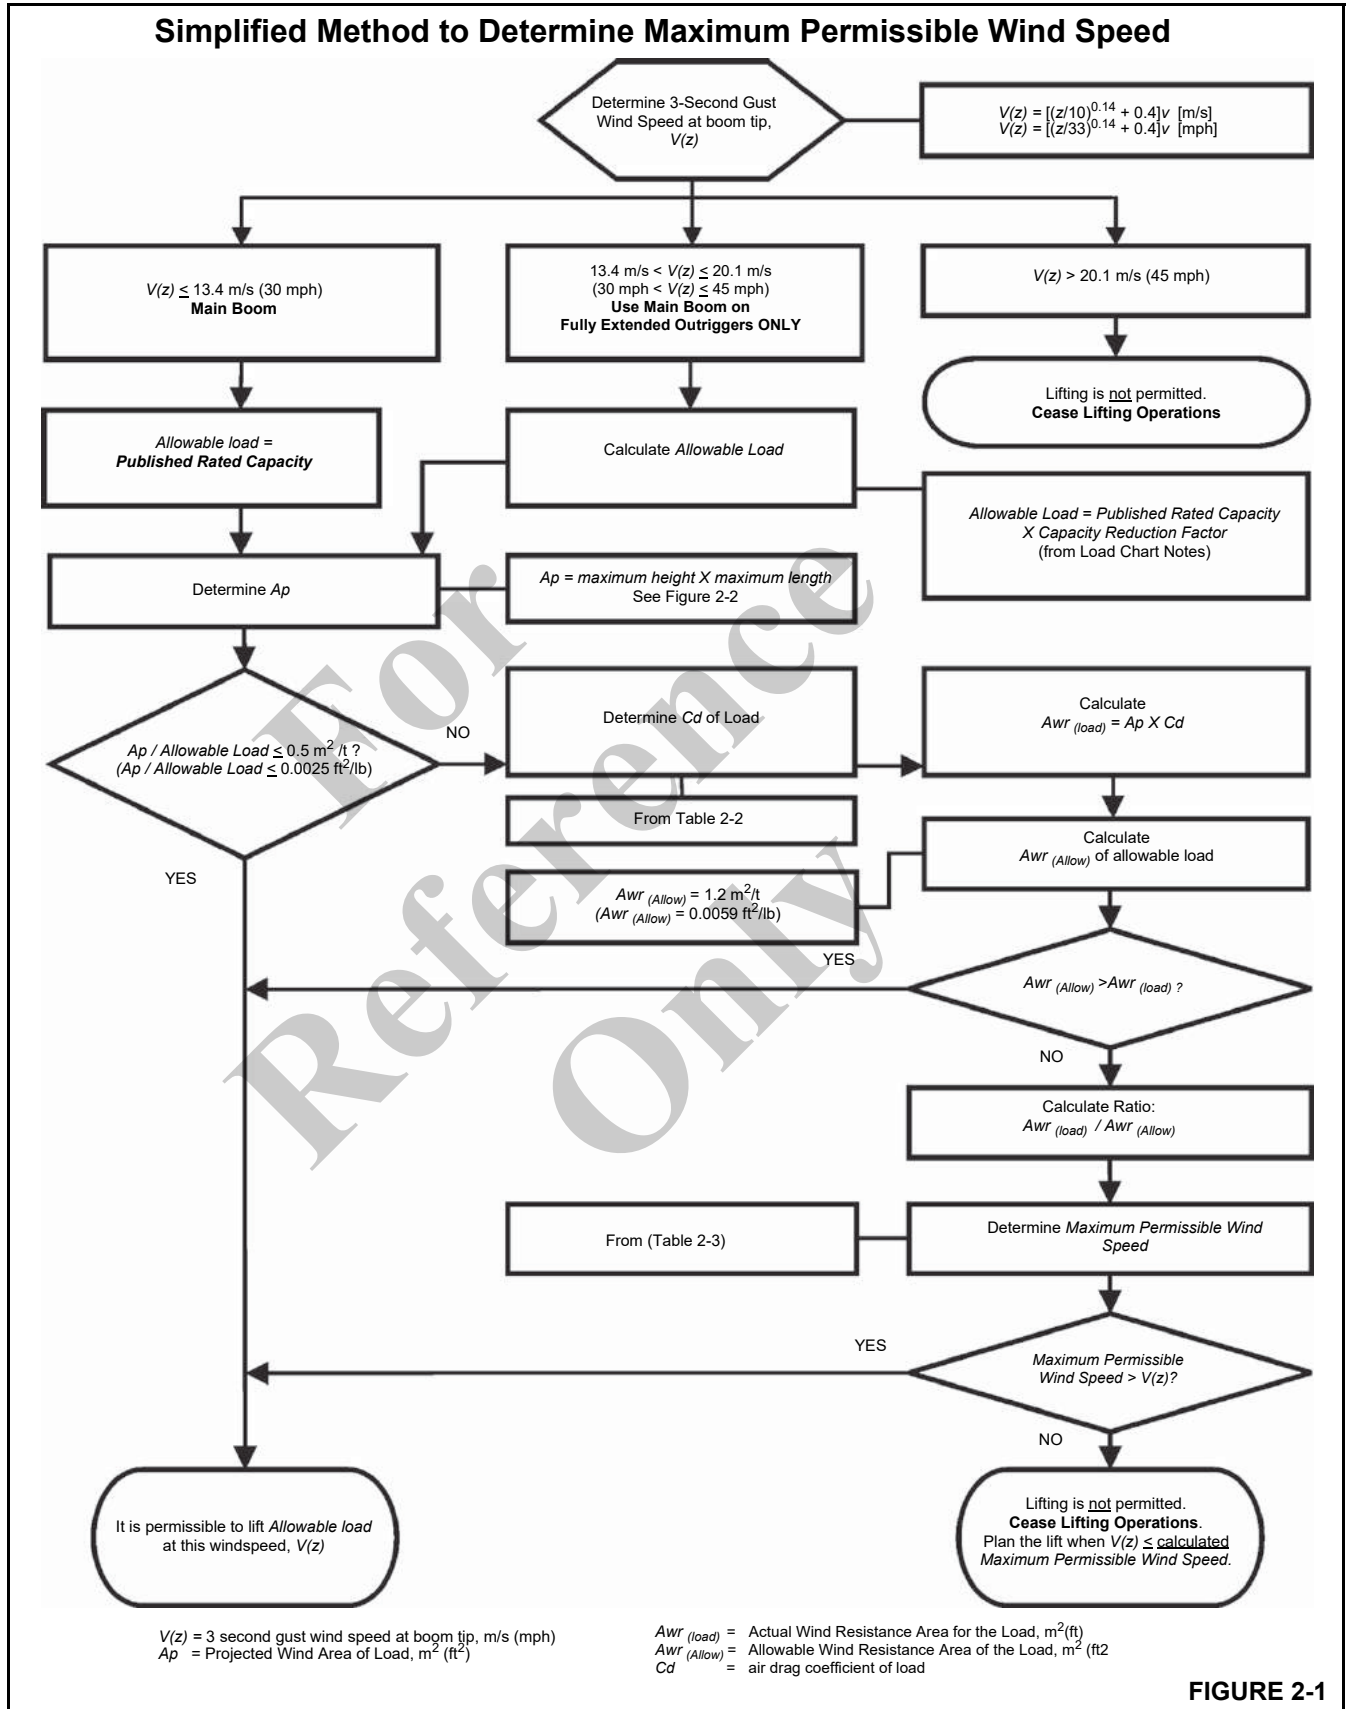 Simplified Method to Determine Maximum Permissible Wind Speed
Determine 3-Second Gust
Wind Speed at boom tip,
V(z)
V(z) = [(z/10)^0.14 + 0.4]v [m/s]
V(z) = [(z/33)^0.14 + 0.4]v [mph]
V(z) ≤ 13.4 m/s (30 mph)
Main Boom
13.4 m/s < V(z) ≤ 20.1 m/s
(30 mph < V(z) ≤ 45 mph)
Use Main Boom on
Fully Extended Outriggers ONLY
V(z) > 20.1 m/s (45 mph)
Lifting is not permitted.
Cease Lifting Operations
Allowable load =
Published Rated Capacity
Calculate Allowable Load
Allowable Load = Published Rated Capacity
X Capacity Reduction Factor
(from Load Chart Notes)
Determine Ap
Ap = maximum height X maximum length
See Figure 2-2
Ap / Allowable Load ≤ 0.5 m² /t ?
(Ap / Allowable Load ≤ 0.0025 ft²/lb)
NO
YES
Determine Cd of Load
From Table 2-2
Calculate
Awr (load) = Ap X Cd
Calculate
Awr (Allow) of allowable load
Awr (Allow) = 1.2 m²/t
(Awr (Allow) = 0.0059 ft²/lb)
YES
Awr (Allow) >Awr (load) ?
NO
Calculate Ratio:
Awr (load) / Awr (Allow)
From (Table 2-3)
Determine Maximum Permissible Wind
Speed
YES
Maximum Permissible
Wind Speed > V(z)?
NO
It is permissible to lift Allowable load
at this windspeed, V(z)
Lifting is not permitted.
Cease Lifting Operations.
Plan the lift when V(z) ≤ calculated
Maximum Permissible Wind Speed.
V(z) = 3 second gust wind speed at boom tip, m/s (mph)
Ap = Projected Wind Area of Load, m² (ft²)
Awr (load) = Actual Wind Resistance Area for the Load, m²(ft)
Awr (Allow) = Allowable Wind Resistance Area of the Load, m² (ft2
Cd = air drag coefficient of load
FIGURE 2-1
For
Reference
Only